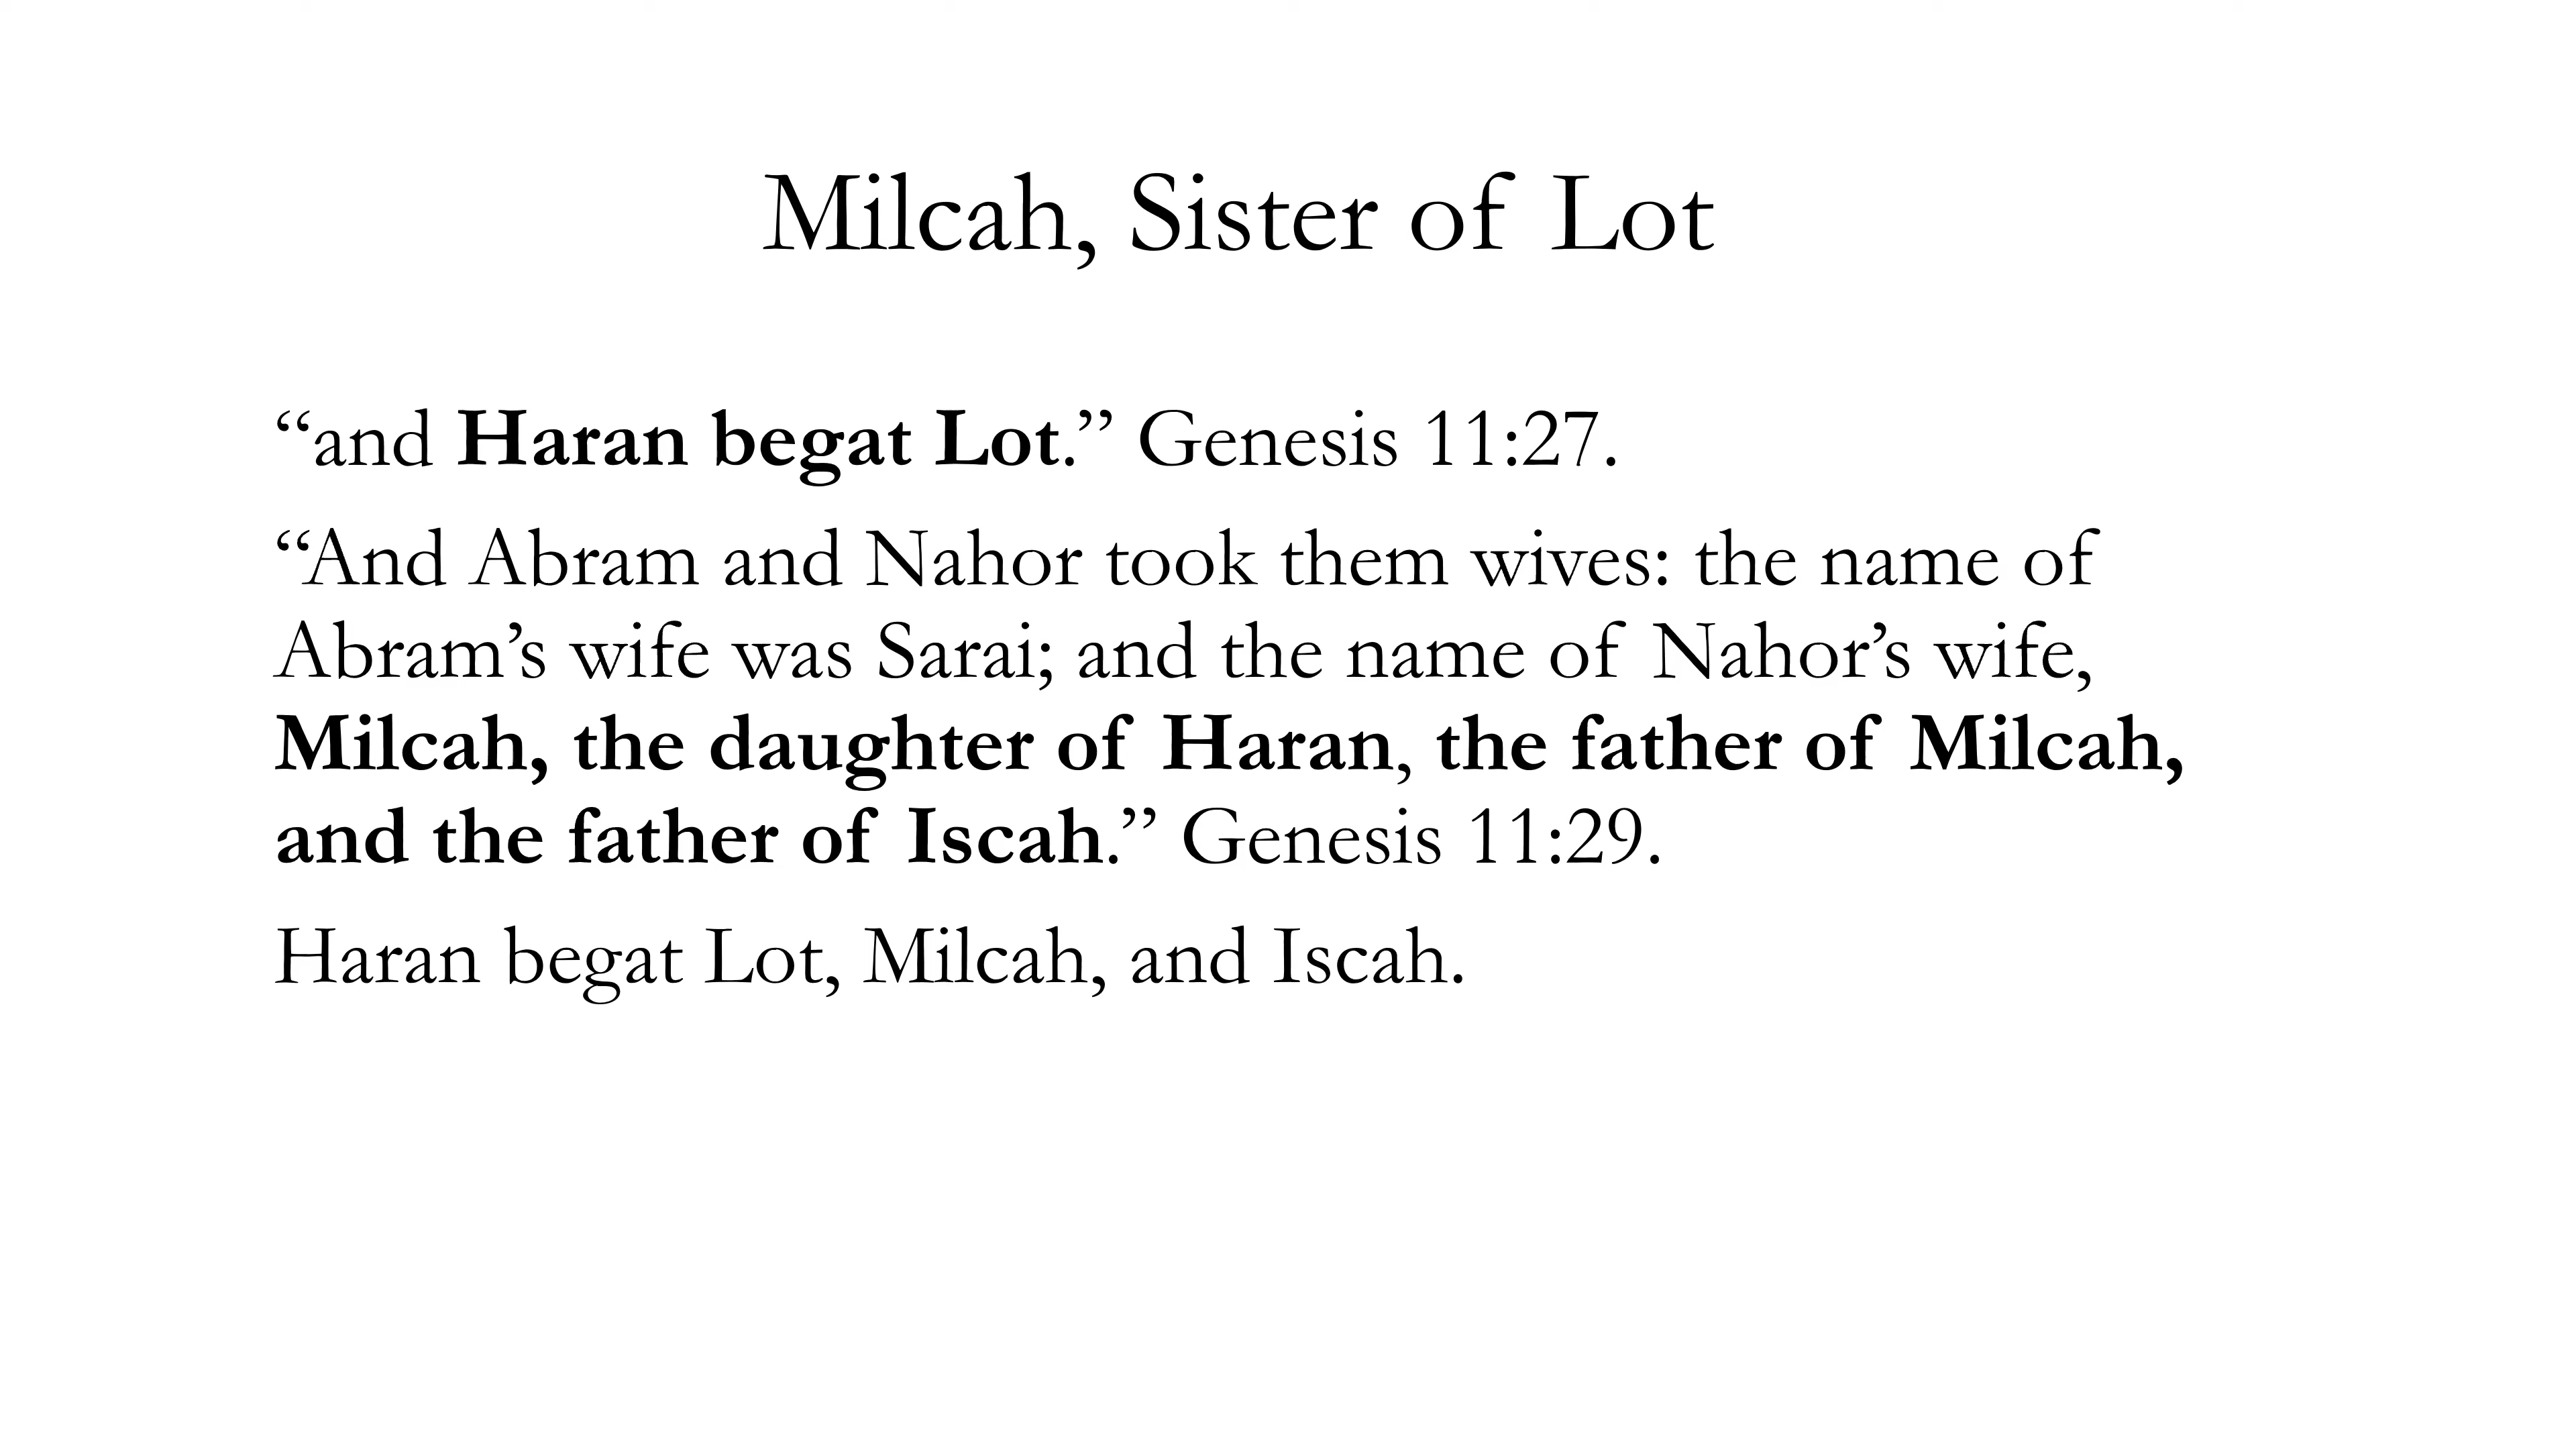 Milcah, Sister of Lot
“and Haran begat Lot.” Genesis 11:27.
“And Abram and Nahor took them wives: the name of
Abram’s wife was Sarai; and the name of Nahor’s wife,
Milcah, the daughter of Haran, the father of Milcah,
and the father of Iscah.” Genesis 11:29.
Haran begat Lot, Milcah, and Iscah.